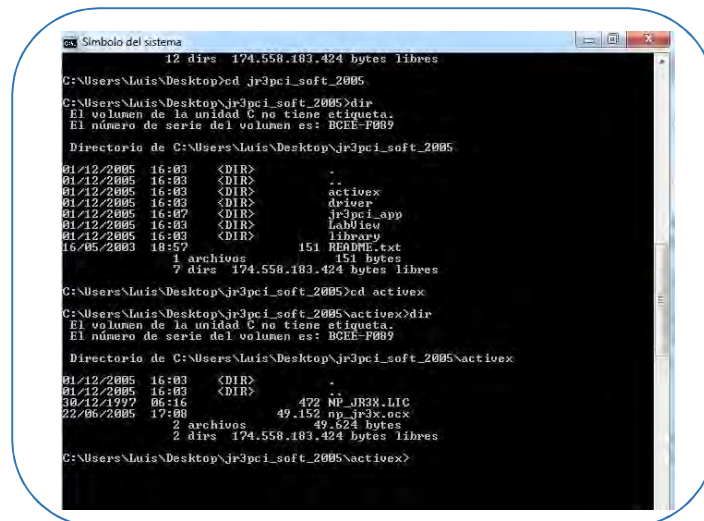 Símbolo del sistema
12 dirs 174.558.183.424 bytes libres
C:\Users\Luis\Desktop>cd jr3pci_soft_2005
C:\Users\Luis\Desktop\jr3pci_soft_2005>dir
El volumen de la unidad C no tiene etiqueta.
El número de serie del volumen es: BCEE-F089
Directorio de C:\Users\Luis\Desktop\jr3pci_soft_2005
01/12/2005 16:03 <DIR> .
01/12/2005 16:03 <DIR> ..
01/12/2005 16:03 <DIR> activex
01/12/2005 16:03 <DIR> driver
01/12/2005 16:07 <DIR> jr3pci_app
01/12/2005 16:03 <DIR> LabView
01/12/2005 16:03 <DIR> library
16/05/2003 18:57 151 README.txt
1 archivos 151 bytes
7 dirs 174.558.183.424 bytes libres
C:\Users\Luis\Desktop\jr3pci_soft_2005>cd activex
C:\Users\Luis\Desktop\jr3pci_soft_2005\activex>dir
El volumen de la unidad C no tiene etiqueta.
El número de serie del volumen es: BCEE-F089
Directorio de C:\Users\Luis\Desktop\jr3pci_soft_2005\activex
01/12/2005 16:03 <DIR> .
01/12/2005 16:03 <DIR> ..
30/12/1997 06:16 472 NP_JR3X.LIC
22/06/2005 17:08 49.152 np_jr3x.ocx
2 archivos 49.624 bytes
2 dirs 174.558.183.424 bytes libres
C:\Users\Luis\Desktop\jr3pci_soft_2005\activex>